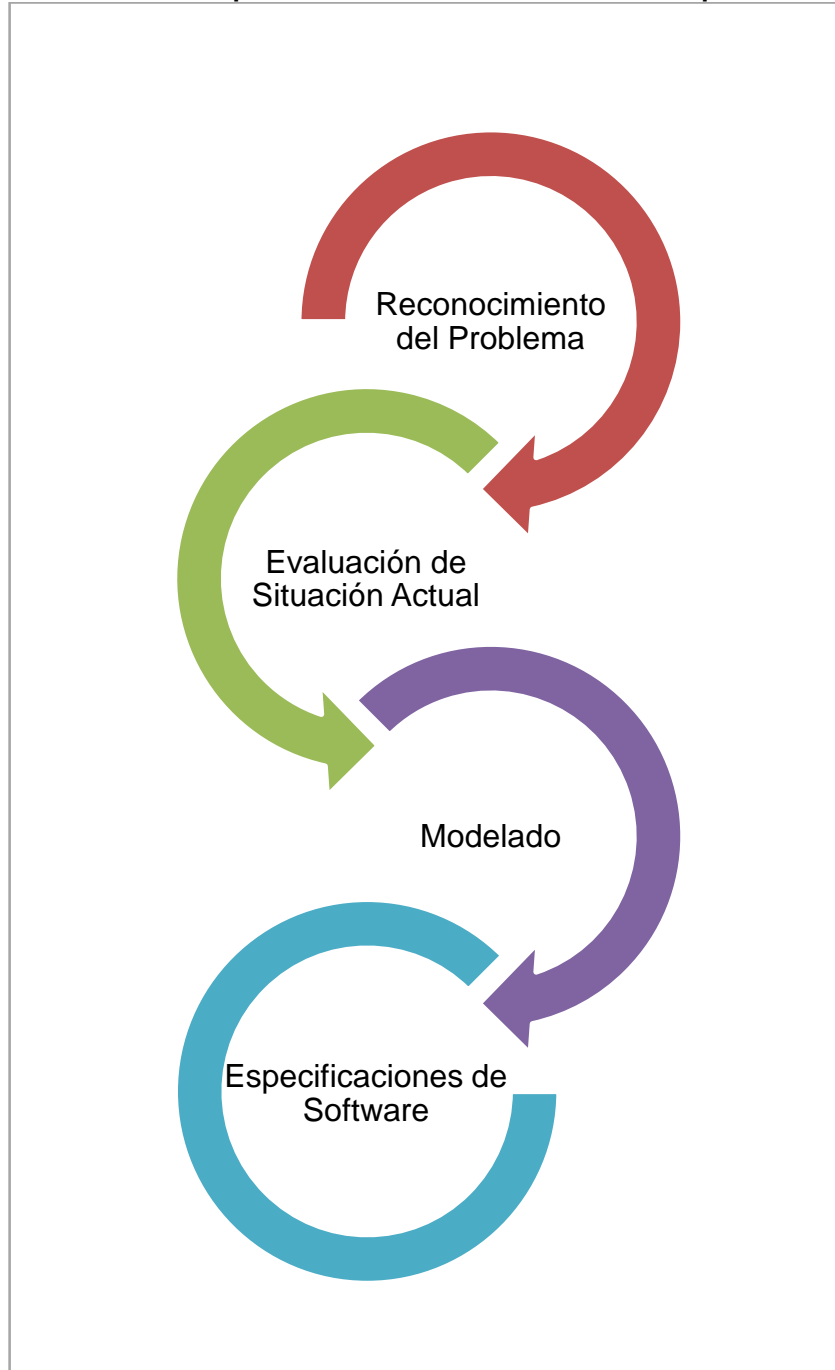 Reconocimiento
del Problema
Evaluación de
Situación Actual
Modelado
Especificaciones de
Software